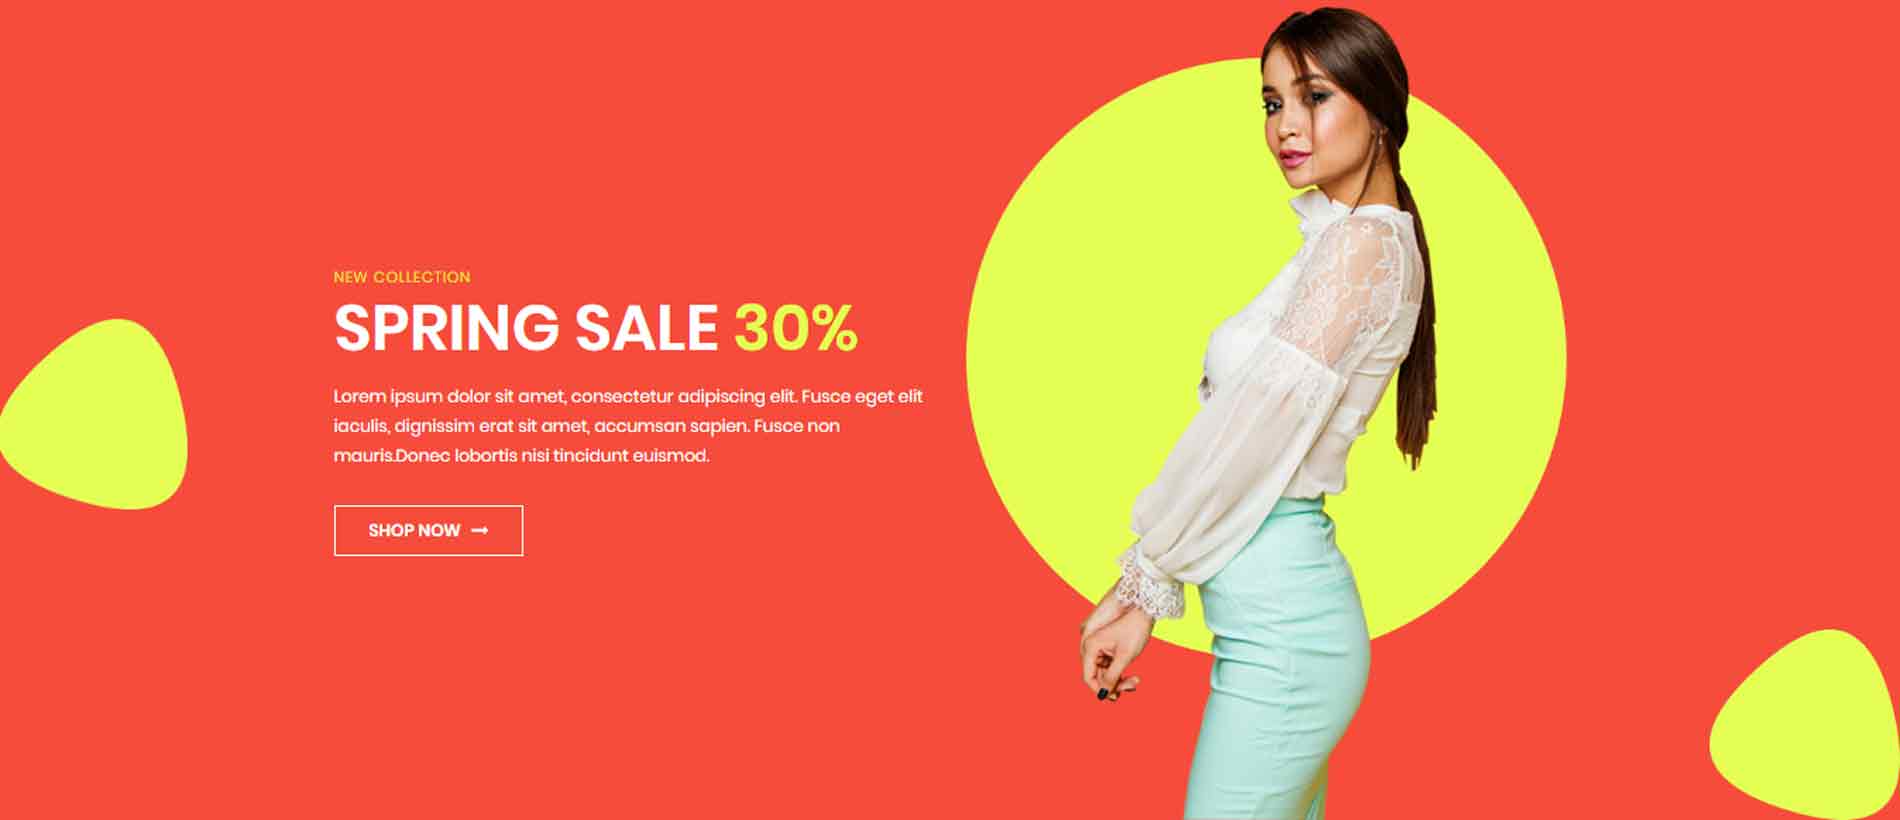 NEW COLLECTION
SPRING SALE 30%
Lorem ipsum dolor sit amet, consectetur adipiscing elit. Fusce eget elit
iaculis, dignissim erat sit amet, accumsan sapien. Fusce non
mauris.Donec lobortis nisi tincidunt euismod.
SHOP NOW →